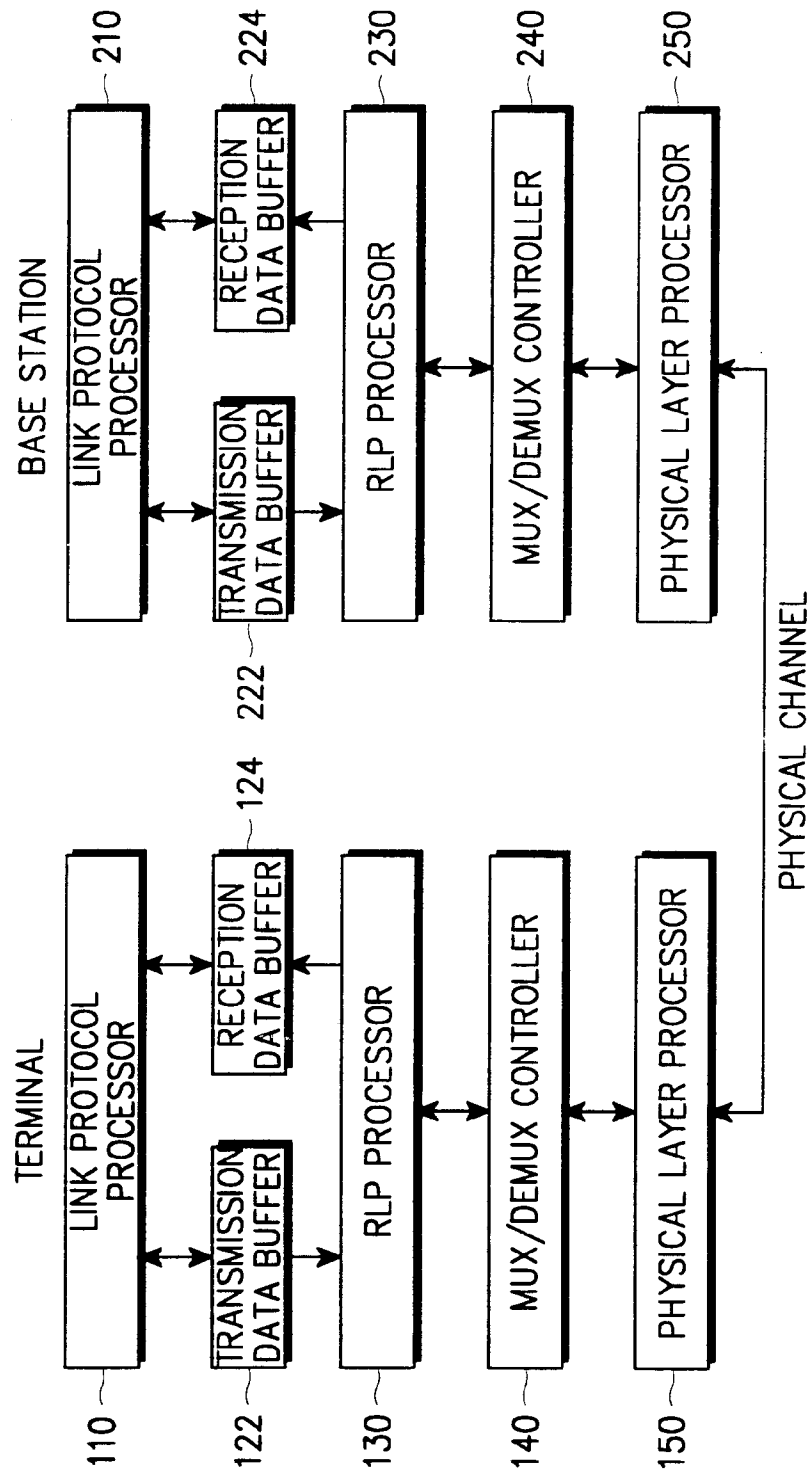 TERMINAL
BASE STATION
110
LINK PROTOCOL
PROCESSOR
LINK PROTOCOL
PROCESSOR
210
122
TRANSMISSION
DATA BUFFER
RECEPTION
DATA BUFFER
124
222
TRANSMISSION
DATA BUFFER
RECEPTION
DATA BUFFER
224
130
RLP PROCESSOR
RLP PROCESSOR
230
140
MUX/DEMUX CONTROLLER
MUX/DEMUX CONTROLLER
240
150
PHYSICAL LAYER PROCESSOR
PHYSICAL LAYER PROCESSOR
250
PHYSICAL CHANNEL